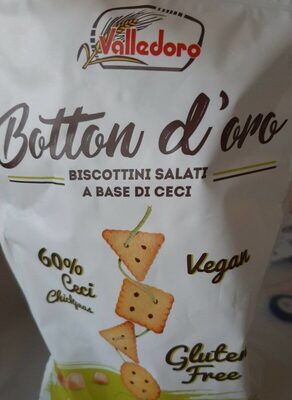 Valledoro
Botton d'oro
BISCOTTINI SALATI
A BASE DI CECI
60%
Ceci
Chickpeas
Vegan
Gluten
Free